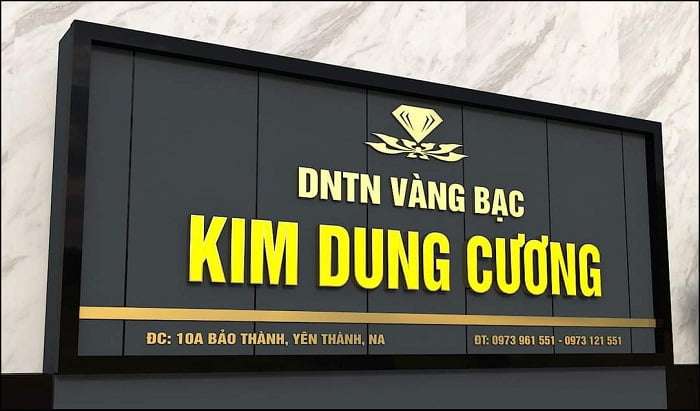 DNTN VÀNG BẠC
KIM DUNG CƯƠNG
ĐC: 10A BẢO THÀNH, YÊN THÀNH, NA
ĐT: 0973 961 551 - 0973 121 551